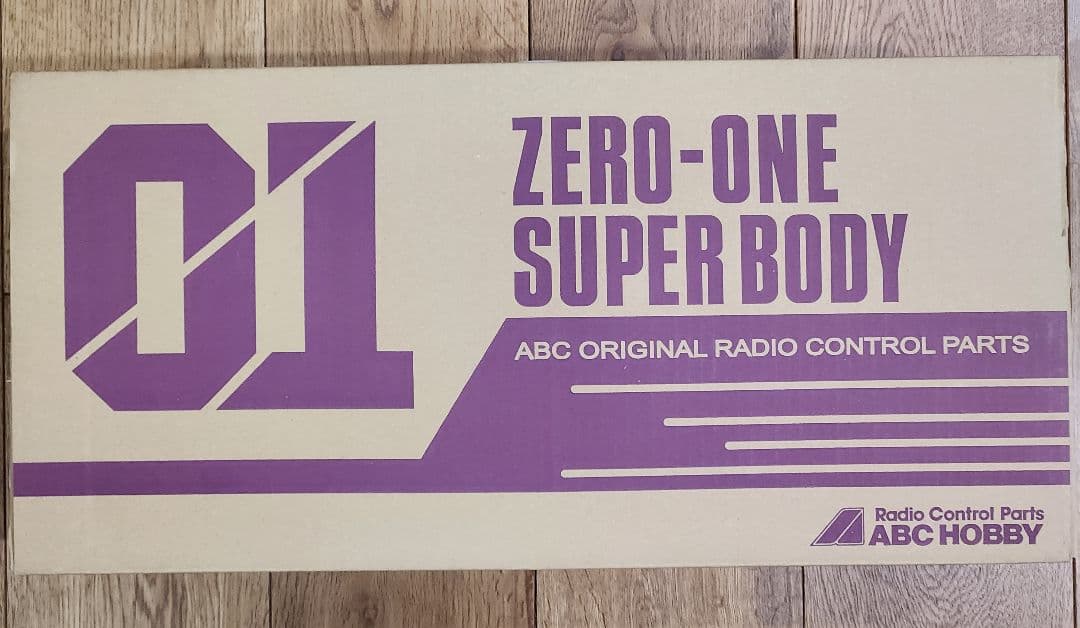 01
ZERO-ONE
SUPER BODY
ABC ORIGINAL RADIO CONTROL PARTS
Radio Control Parts
ABC HOBBY